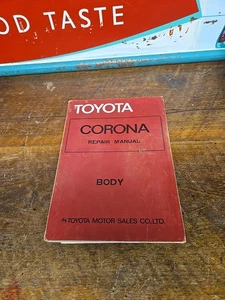 OD TASTE
TOYOTA
CORONA
REPAIR MANUAL
BODY
TOYOTA MOTOR SALES CO.,LTD.